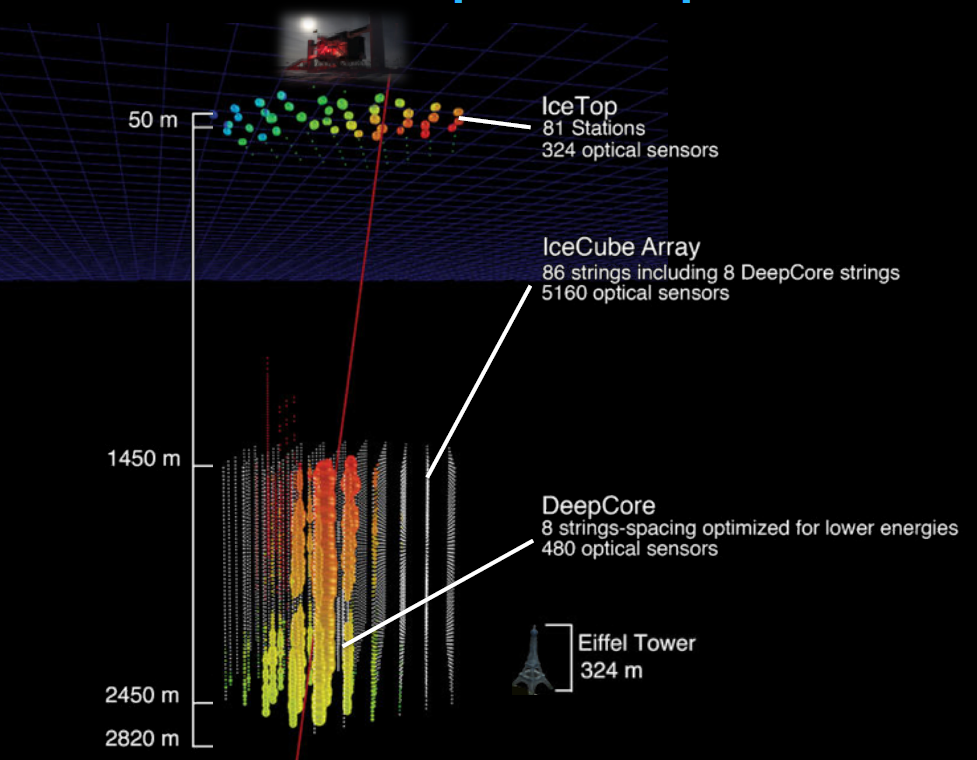 50 m
IceTop
81 Stations
324 optical sensors
IceCube Array
86 strings including 8 DeepCore strings
5160 optical sensors
1450 m
DeepCore
8 strings-spacing optimized for lower energies
480 optical sensors
Eiffel Tower
324 m
2450 m
2820 m